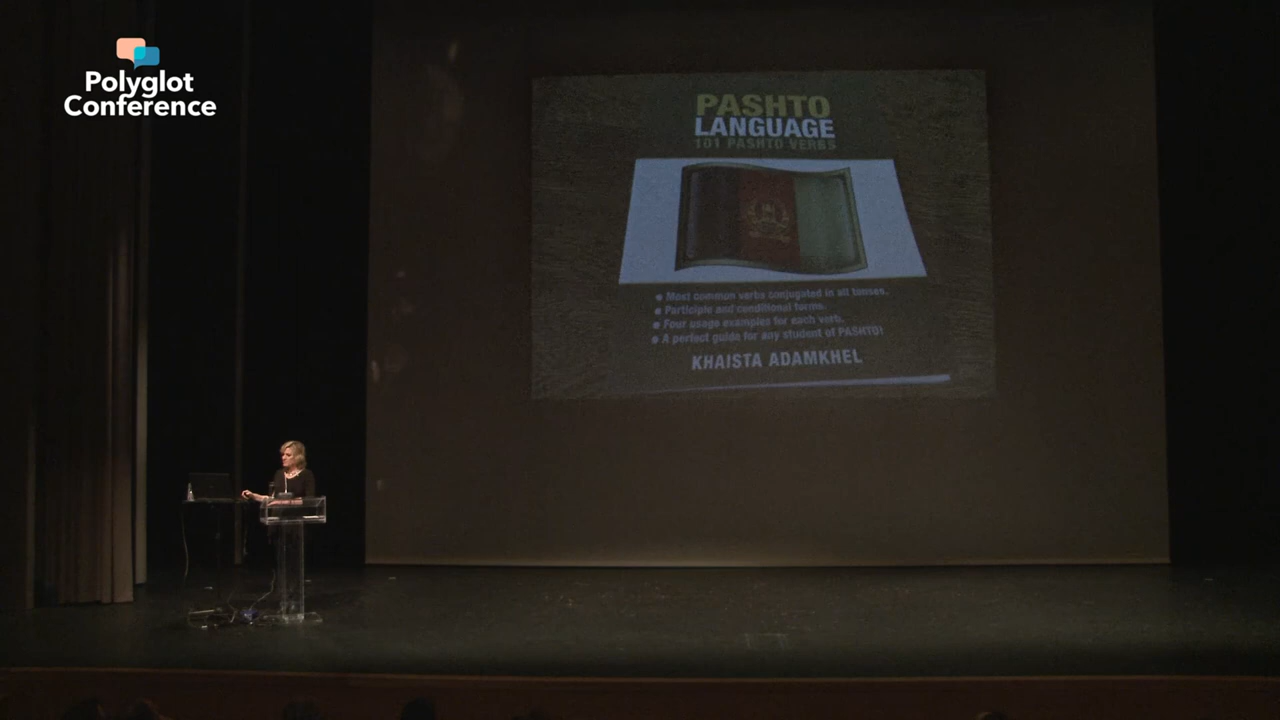 Polyglot
Conference
PASHTO
LANGUAGE
101 PASHTO VERBS
● Most common verbs conjugated in all tenses.
● Participle and conditional forms.
● Four usage examples for each verb.
● A perfect guide for any student of PASHTO!
KHAISTA ADAMKHEL